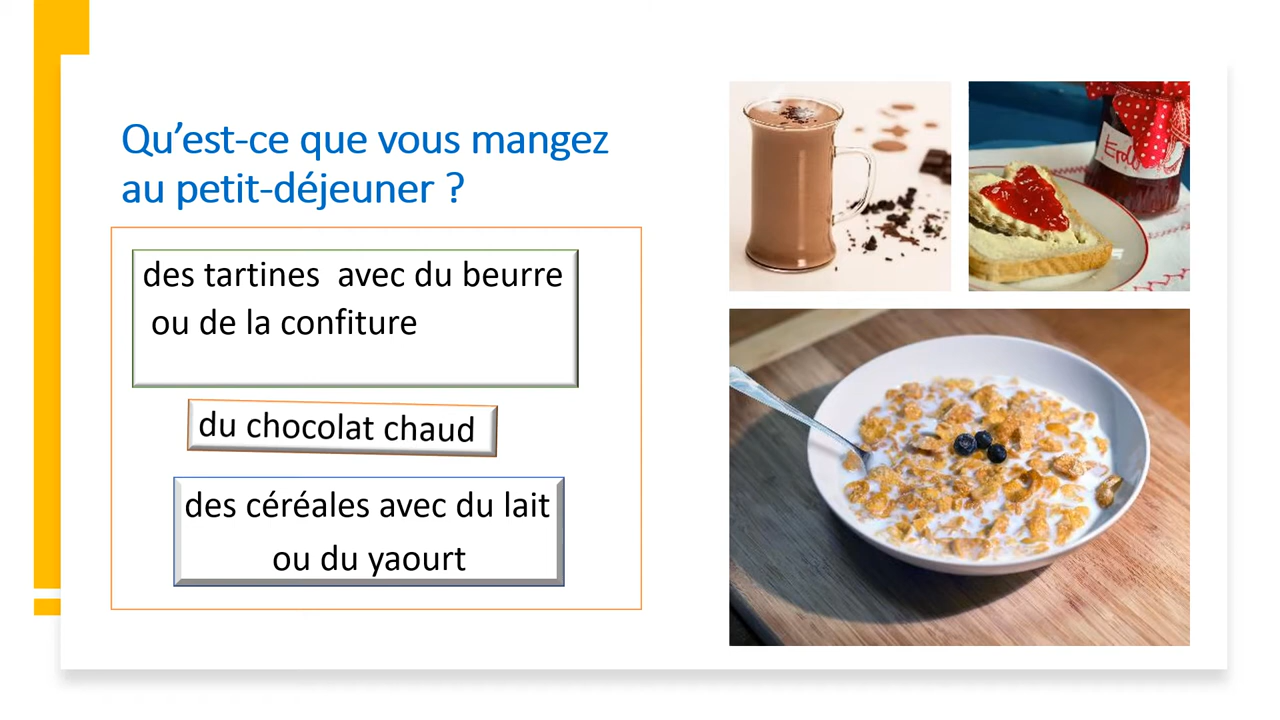 Qu’est-ce que vous mangez
au petit-déjeuner ?
des tartines avec du beurre
ou de la confiture
du chocolat chaud
des céréales avec du lait
ou du yaourt